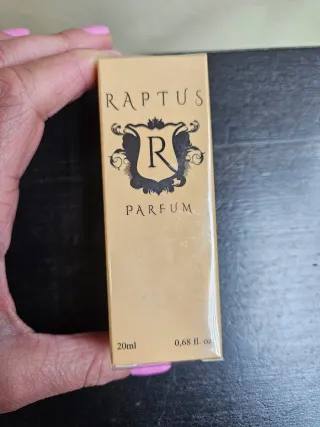 RAPTUS
R
PARFUM
20ml 0,68 fl. oz